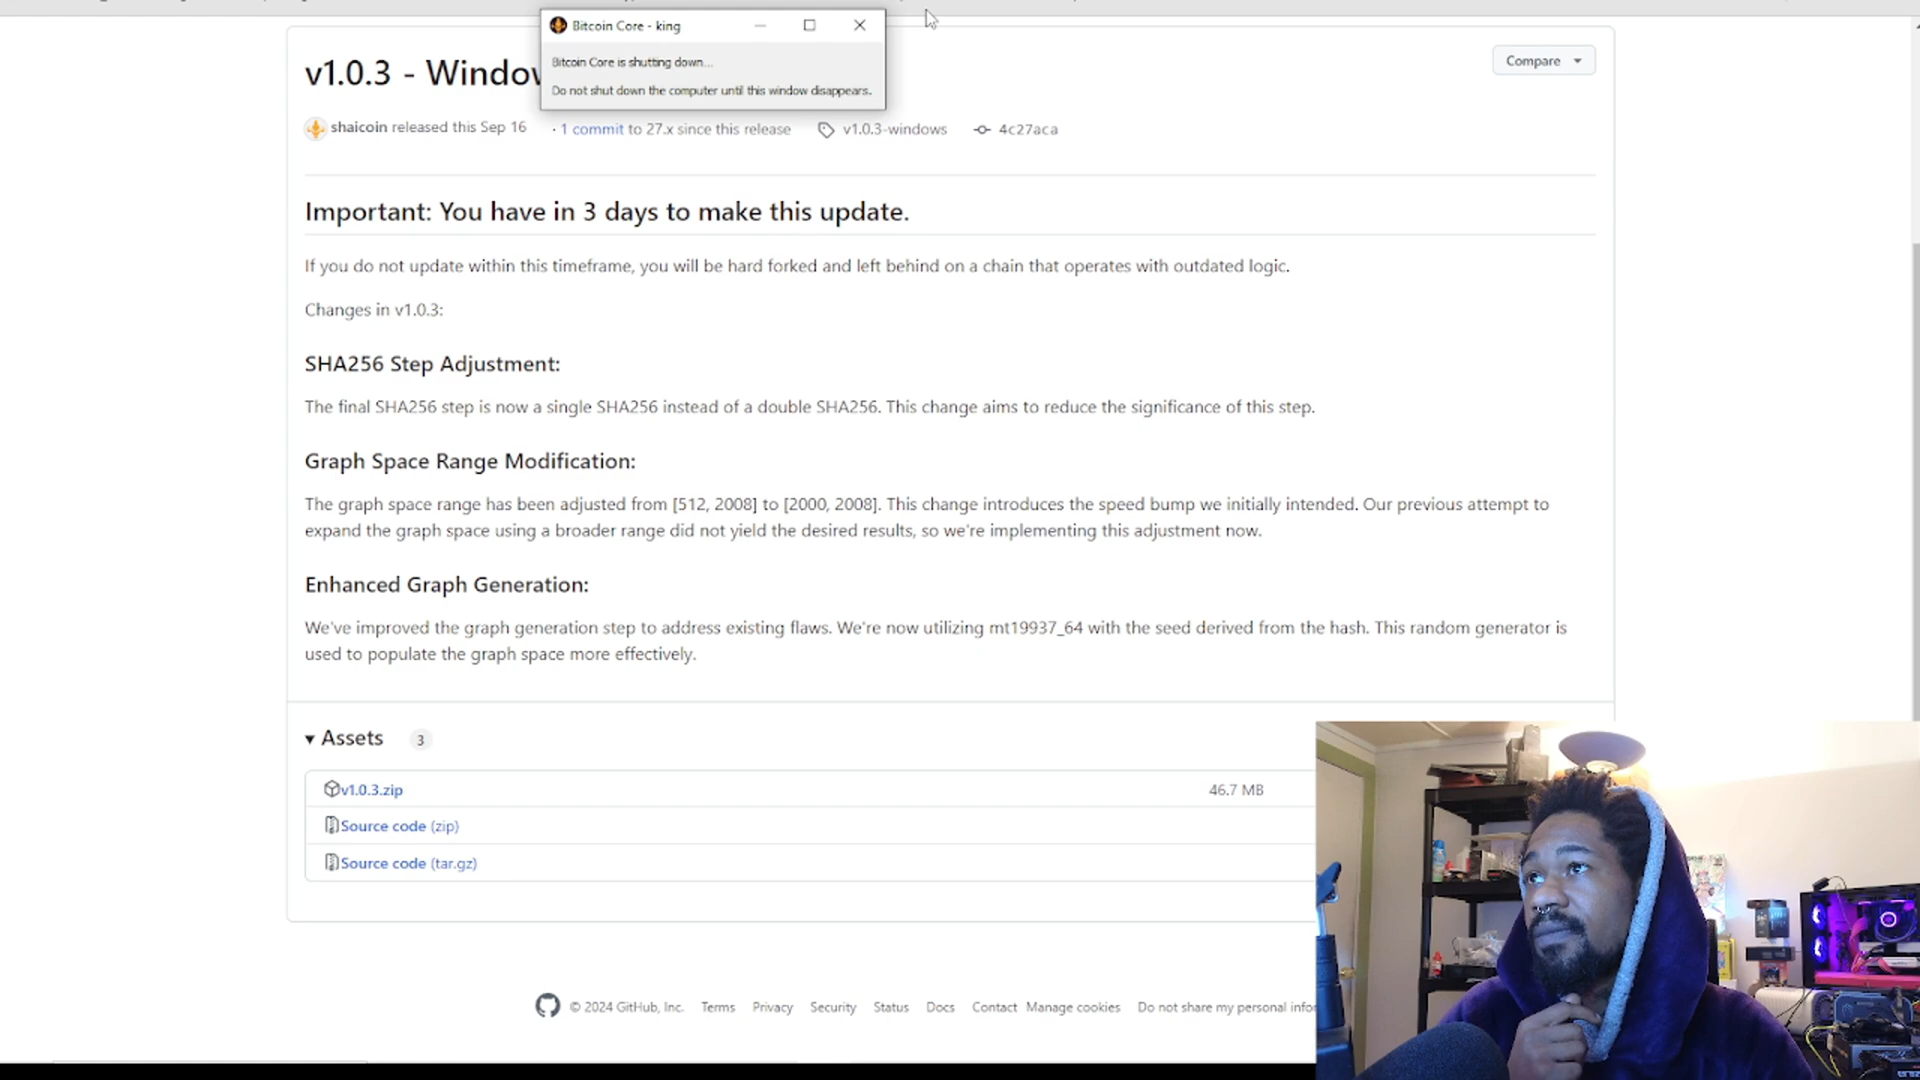 Bitcoin Core - king
Bitcoin Core is shutting down...
Do not shut down the computer until this window disappears.
v1.0.3 - Window
Compare
shaicoin released this Sep 16
· 1 commit to 27.x since this release
v1.0.3-windows
4c27aca
Important: You have in 3 days to make this update.
If you do not update within this timeframe, you will be hard forked and left behind on a chain that operates with outdated logic.
Changes in v1.0.3:
SHA256 Step Adjustment:
The final SHA256 step is now a single SHA256 instead of a double SHA256. This change aims to reduce the significance of this step.
Graph Space Range Modification:
The graph space range has been adjusted from [512, 2008] to [2000, 2008]. This change introduces the speed bump we initially intended. Our previous attempt to
expand the graph space using a broader range did not yield the desired results, so we're implementing this adjustment now.
Enhanced Graph Generation:
We've improved the graph generation step to address existing flaws. We're now utilizing mt19937_64 with the seed derived from the hash. This random generator is
used to populate the graph space more effectively.
Assets 3
v1.0.3.zip 46.7 MB
Source code (zip)
Source code (tar.gz)
© 2024 GitHub, Inc. Terms Privacy Security Status Docs Contact Manage cookies Do not share my personal infor